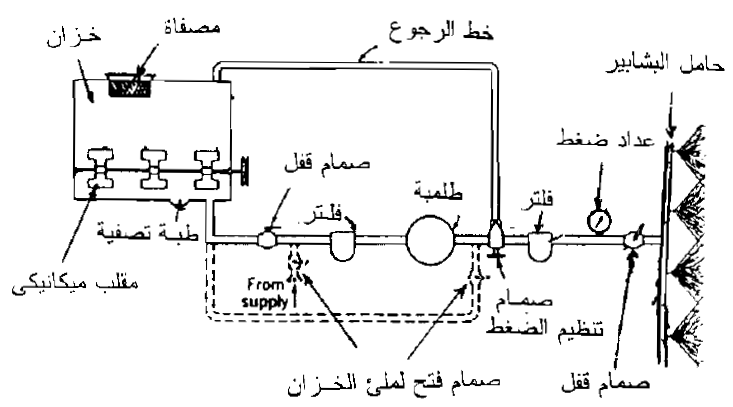 مصفاة
خزان
خط الرجوع
حامل البشابير
عداد ضغط
صمام قفل
طلمبة
فلتر
فلتر
طبة تصفية
مقلب ميكانيكى
From
supply
صمام
تنظيم الضغط
صمام فتح لملئ الخزان
صمام قفل